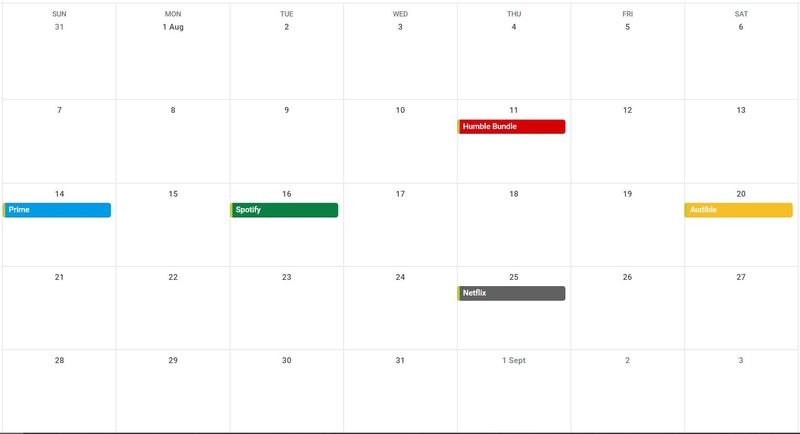 SUN MON TUE WED THU FRI SAT
31 1 Aug 2 3 4 5 6
7 8 9 10 11 12 13
Humble Bundle
14 15 16 17 18 19 20
Prime Spotify Audible
21 22 23 24 25 26 27
Netflix
28 29 30 31 1 Sept 2 3